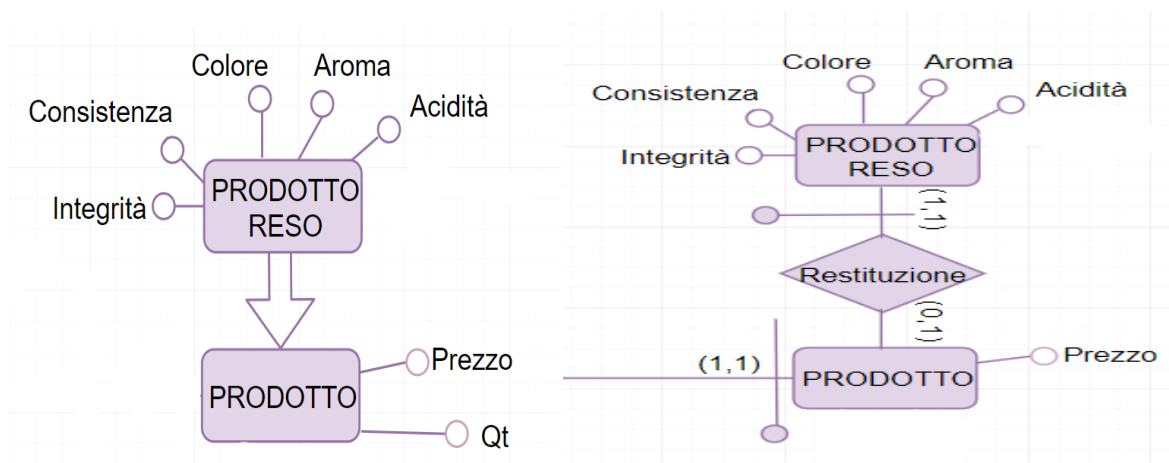 Colore
Aroma
Consistenza
Acidità
Integrità
PRODOTTO
RESO
PRODOTTO
Prezzo
Qt
Colore
Aroma
Consistenza
Acidità
Integrità
PRODOTTO
RESO
(1,1)
Restituzione
(0,1)
(1,1)
PRODOTTO
Prezzo